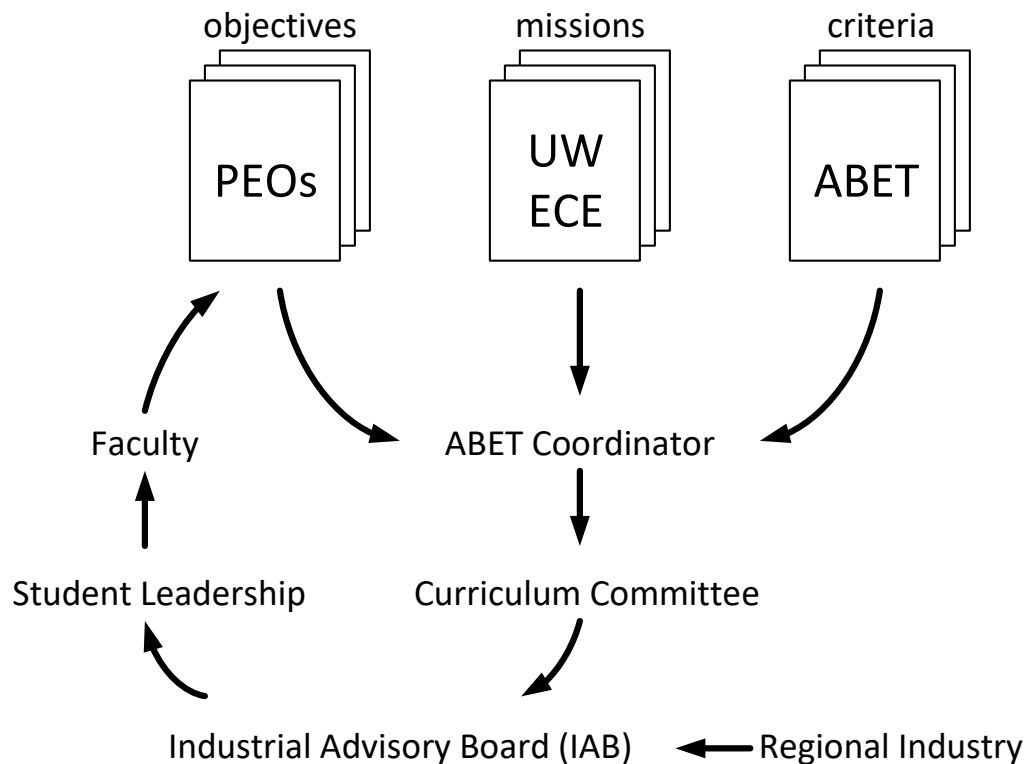 objectives
missions
criteria
PEOs
UW
ECE
ABET
Faculty
ABET Coordinator
Student Leadership
Curriculum Committee
Industrial Advisory Board (IAB)
Regional Industry